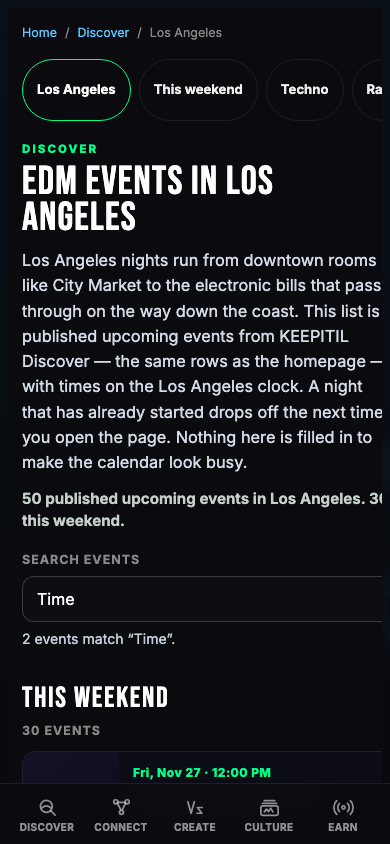 Home / Discover / Los Angeles
Los Angeles This weekend Techno Ra
DISCOVER
EDM EVENTS IN LOS
ANGELES
Los Angeles nights run from downtown rooms
like City Market to the electronic bills that pass
through on the way down the coast. This list is
published upcoming events from KEEPITIL
Discover — the same rows as the homepage —
with times on the Los Angeles clock. A night
that has already started drops off the next time
you open the page. Nothing here is filled in to
make the calendar look busy.
50 published upcoming events in Los Angeles. 30
this weekend.
SEARCH EVENTS
Time
2 events match “Time”.
THIS WEEKEND
30 EVENTS
Fri, Nov 27 · 12:00 PM
DISCOVER CONNECT CREATE CULTURE EARN